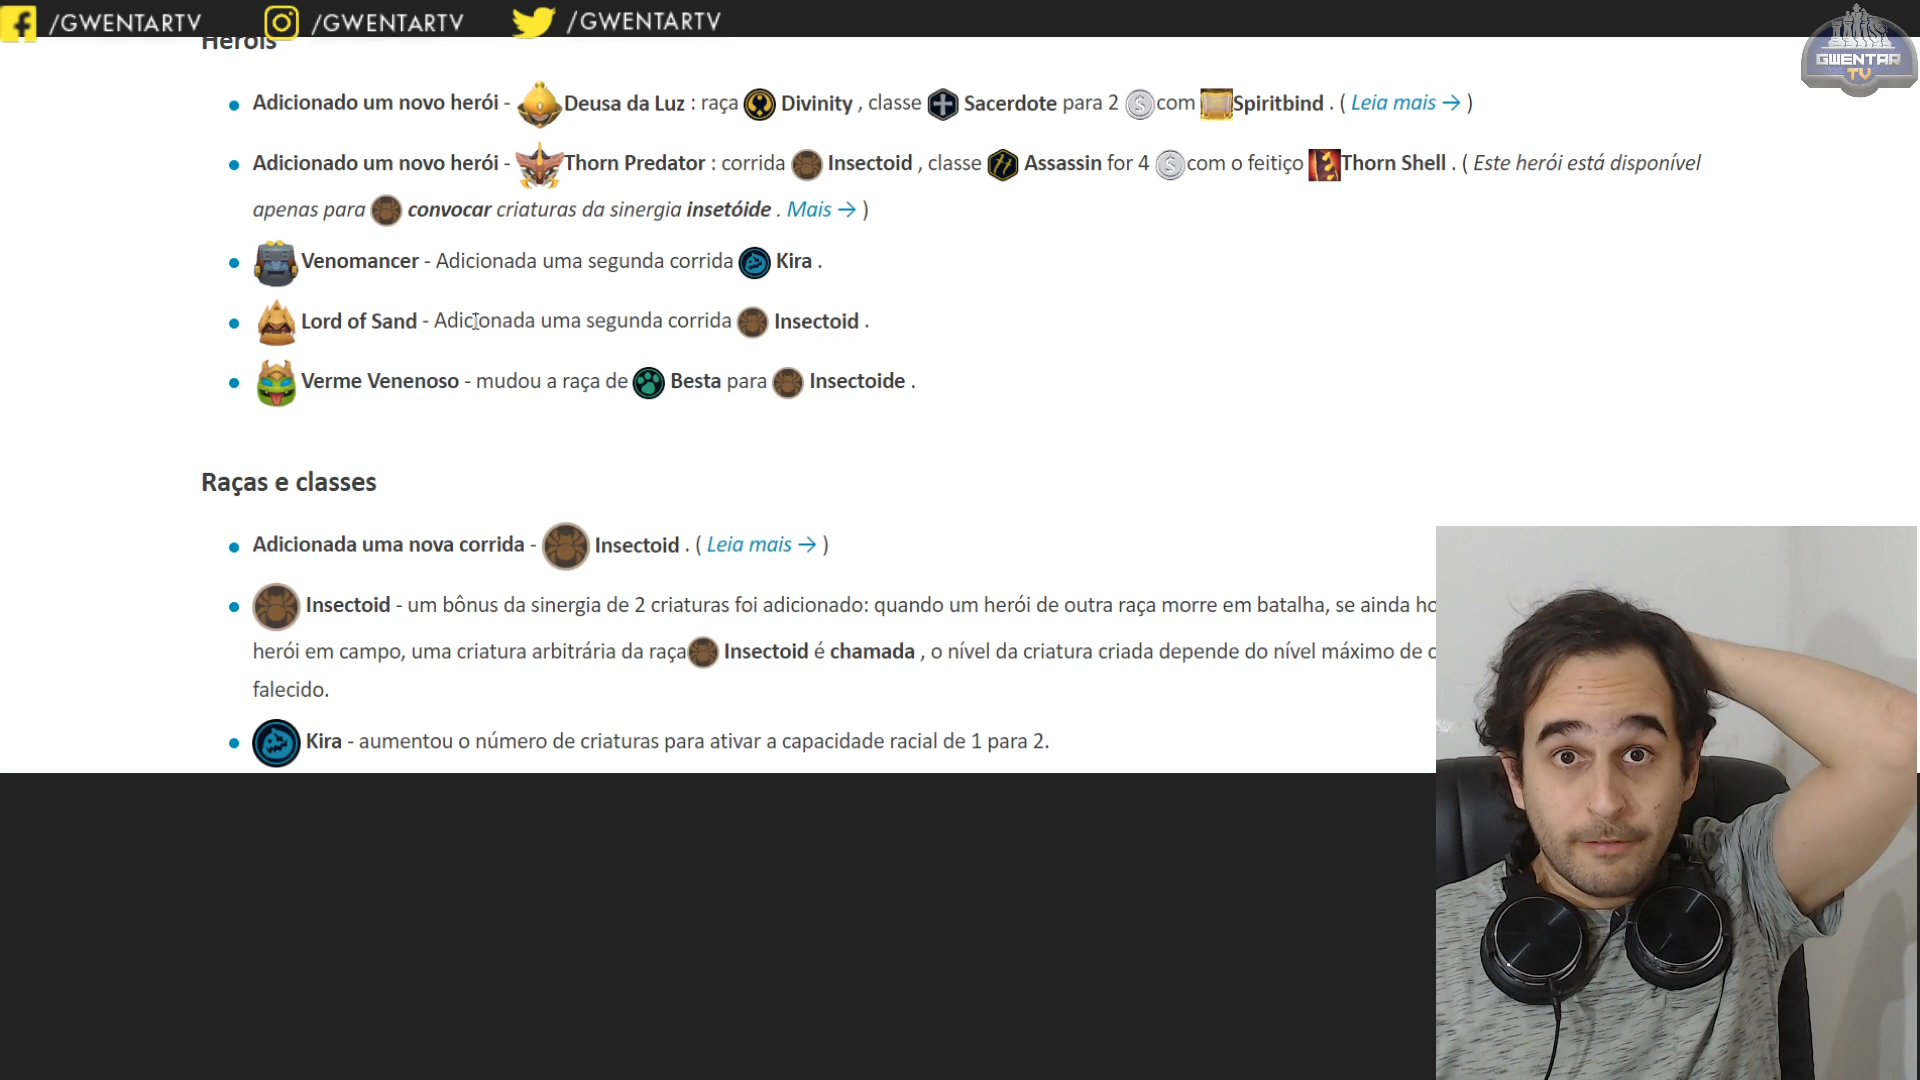 /GWENTARTV /GWENTARTV /GWENTARTV
GWENTAR
TV
Heróis
Adicionado um novo herói - Deusa da Luz : raça Divinity , classe Sacerdote para 2 com Spiritbind . ( Leia mais → )
Adicionado um novo herói - Thorn Predator : corrida Insectoid , classe Assassin for 4 com o feitiço Thorn Shell . ( Este herói está disponível
apenas para convocar criaturas da sinergia insetóide . Mais → )
Venomancer - Adicionada uma segunda corrida Kira .
Lord of Sand - Adicionada uma segunda corrida Insectoid .
Verme Venenoso - mudou a raça de Besta para Insectoide .
Raças e classes
Adicionada uma nova corrida - Insectoid . ( Leia mais → )
Insectoid - um bônus da sinergia de 2 criaturas foi adicionado: quando um herói de outra raça morre em batalha, se ainda ho
herói em campo, uma criatura arbitrária da raça Insectoid é chamada , o nível da criatura criada depende do nível máximo de c
falecido.
Kira - aumentou o número de criaturas para ativar a capacidade racial de 1 para 2.